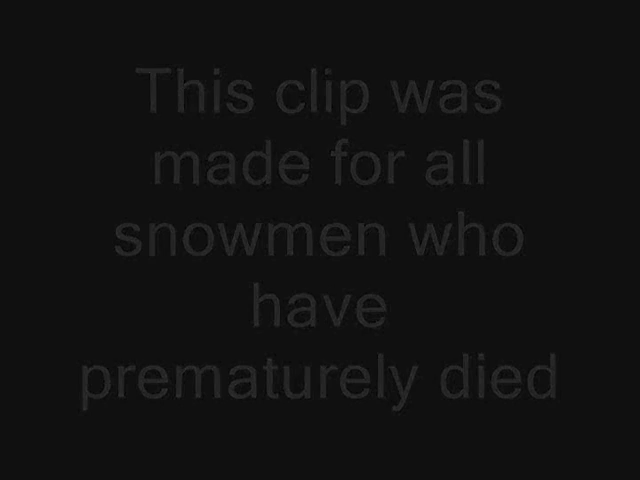 This clip was
made for all
snowmen who
have
prematurely died